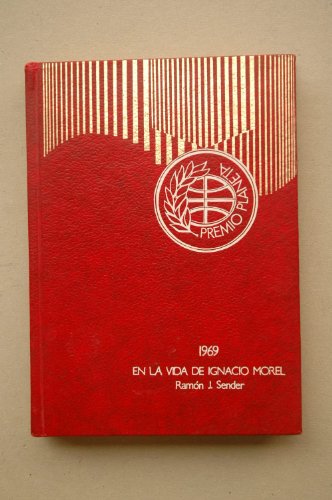 PREMIO PLANETA
1969
EN LA VIDA DE IGNACIO MOREL
Ramón J. Sender